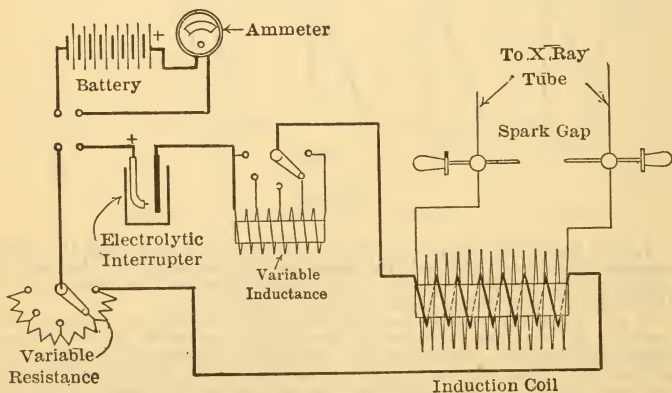 +
Ammeter
Battery
To X Ray
Tube
Spark Gap
+
Electrolytic
Interrupter
Variable
Inductance
Variable
Resistance
Induction Coil